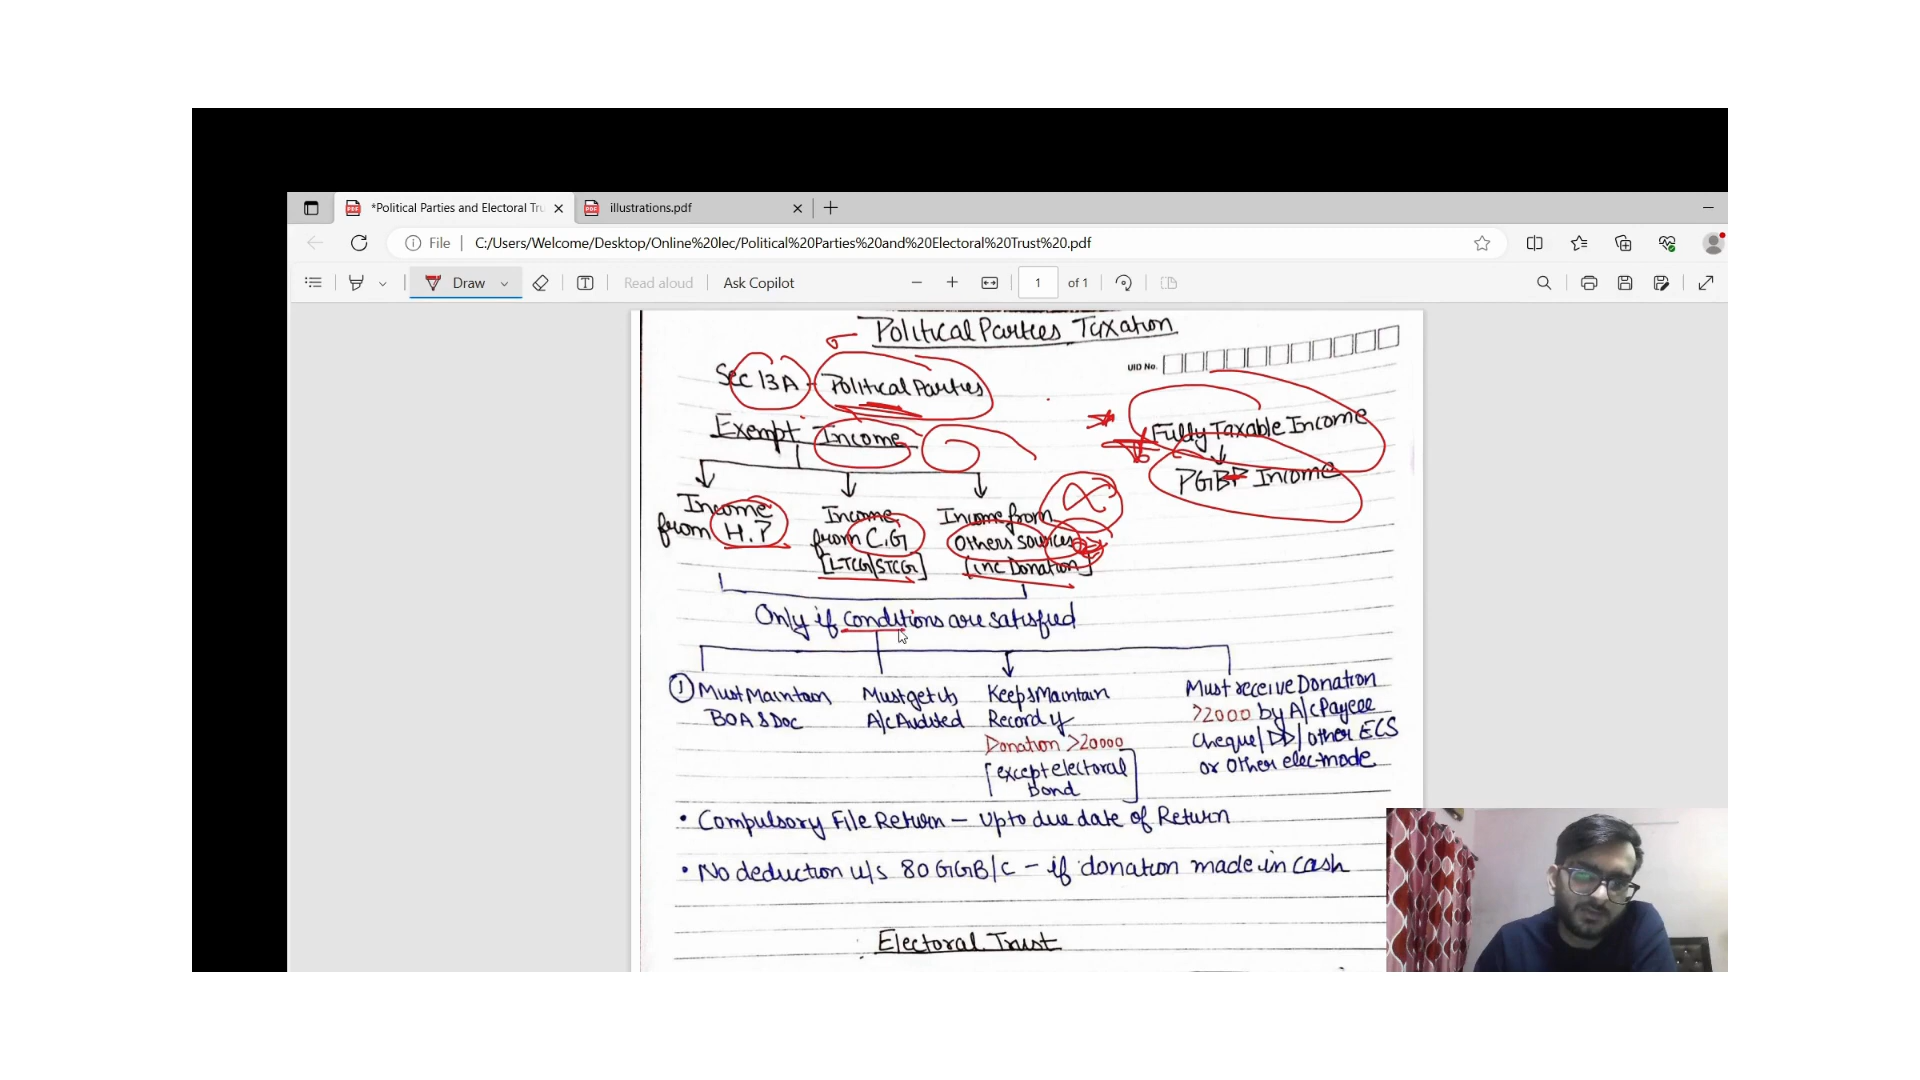 *Political Parties and Electoral Tru
illustrations.pdf
File
C:/Users/Welcome/Desktop/Online%20lec/Political%20Parties%20and%20Electoral%20Trust%20.pdf
Draw
Read aloud
Ask Copilot
1 of 1
Political Parties Taxation
UID No.
Sec 13A - Political Parties
Exempt Income
Fully Taxable Income
PGBP Income
Income from H.P
Income from C.G
[LTCG/STCG]
Income from Others Sources
[inc Donation]
Only if conditions are satisfied
① Must Maintain
BOA & Doc
Must get its
A/c Audited
Keeps Maintain
Record if
Donation >20000
[except electoral
bond]
Must receive Donation
>2000 by A/c Payee
Cheque/DD/other ECS
or other elec-mode
• Compulsory File Return – Upto due date of Return
• No deduction u/s 80GGB/C – if donation made in cash
Electoral Trust